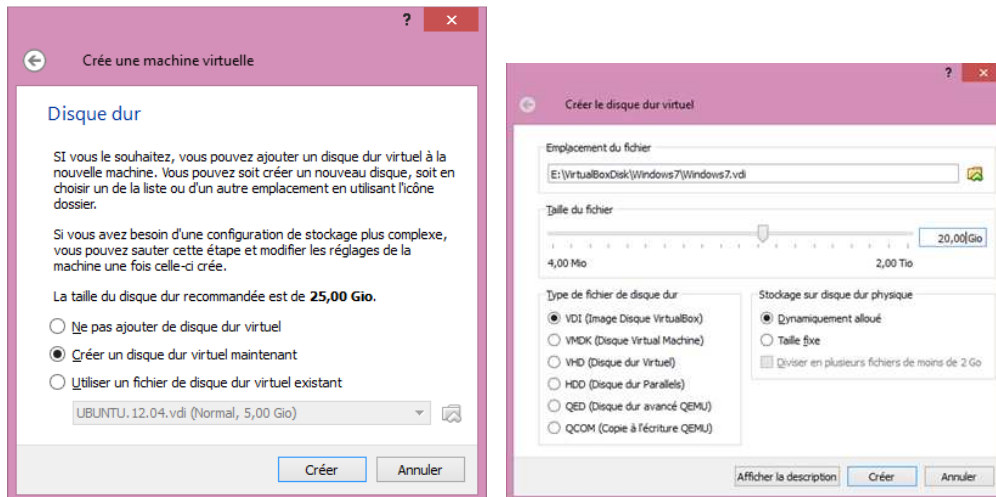 ?
×
Crée une machine virtuelle
Disque dur
SI vous le souhaitez, vous pouvez ajouter un disque dur virtuel à la
nouvelle machine. Vous pouvez soit créer un nouveau disque, soit en
choisir un de la liste ou d'un autre emplacement en utilisant l'icône
dossier.
Si vous avez besoin d'une configuration de stockage plus complexe,
vous pouvez sauter cette étape et modifier les réglages de la
machine une fois celle-ci crée.
La taille du disque dur recommandée est de 25,00 Gio.
Ne pas ajouter de disque dur virtuel
Créer un disque dur virtuel maintenant
Utiliser un fichier de disque dur virtuel existant
UBUNTU.12.04.vdi (Normal, 5,00 Gio)
Créer
Annuler
?
×
Créer le disque dur virtuel
Emplacement du fichier
E:\VirtualBoxDisk\Windows7\Windows7.vdi
Taille du fichier
20,00 Gio
4,00 Mio
2,00 Tio
Type de fichier de disque dur
VDI (Image Disque VirtualBox)
VMDK (Disque Virtual Machine)
VHD (Disque dur Virtuel)
HDD (Disque dur Parallels)
QED (Disque dur avancé QEMU)
QCOM (Copie à l'écriture QEMU)
Stockage sur disque dur physique
Dynamiquement alloué
Taille fixe
Diviser en plusieurs fichiers de moins de 2 Go
Afficher la description
Créer
Annuler